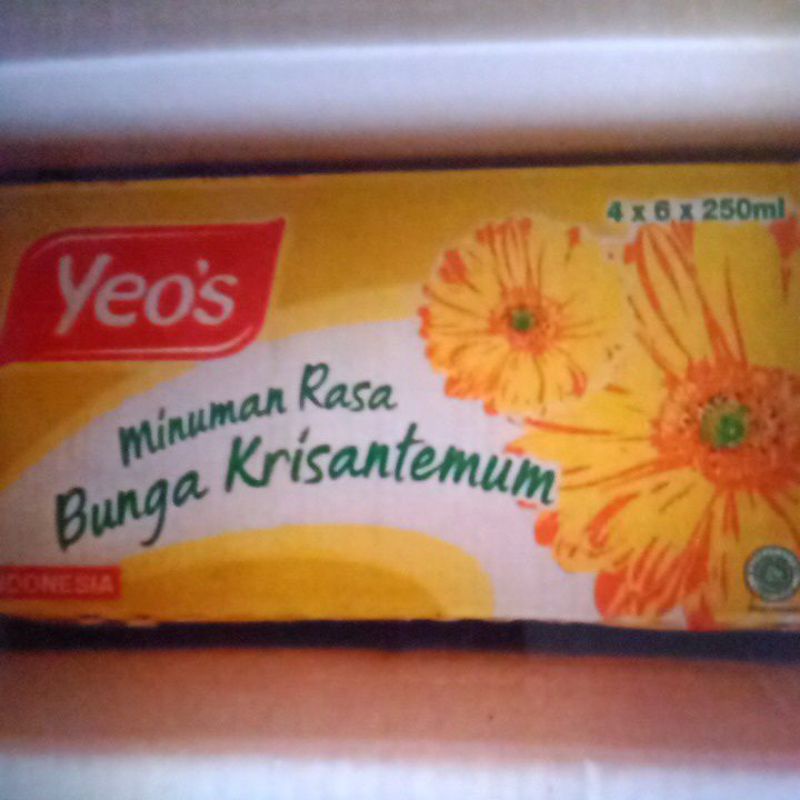 4 x 6 x 250ml
Yeo's
Minuman Rasa
Bunga Krisantemum
INDONESIA